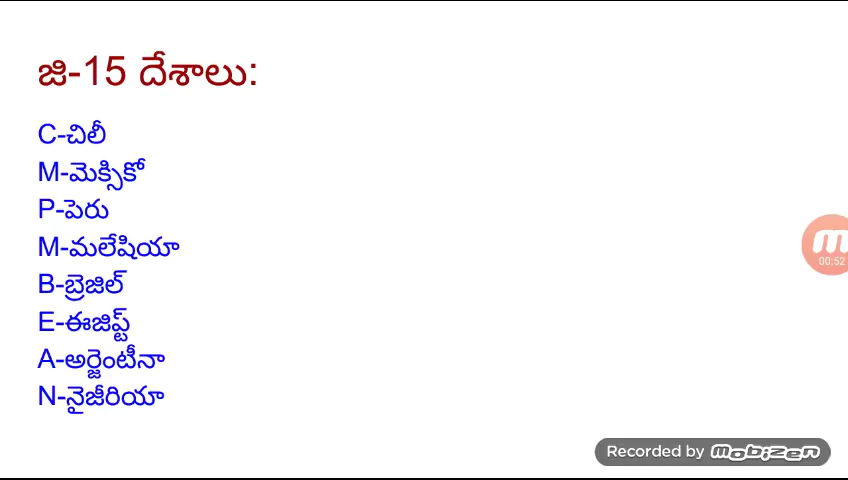 జి-15 దేశాలు:
C-చిలీ
M-మెక్సికో
P-పెరు
M-మలేషియా
B-బ్రెజిల్
E-ఈజిప్ట్
A-అర్జెంటీనా
N-నైజీరియా
00:52
Recorded by mobizen